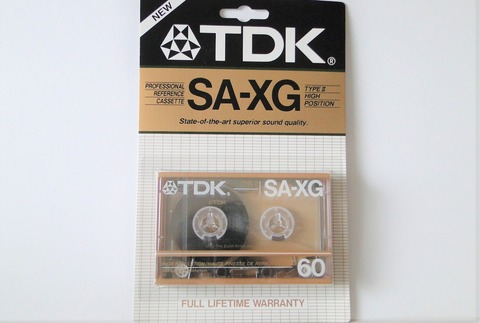 NEW
TDK®
PROFESSIONAL
REFERENCE
CASSETTE
SA-XG
TYPE II
HIGH
POSITION
State-of-the-art superior sound quality.
TDK SA-XG
TDK
60
FULL LIFETIME WARRANTY